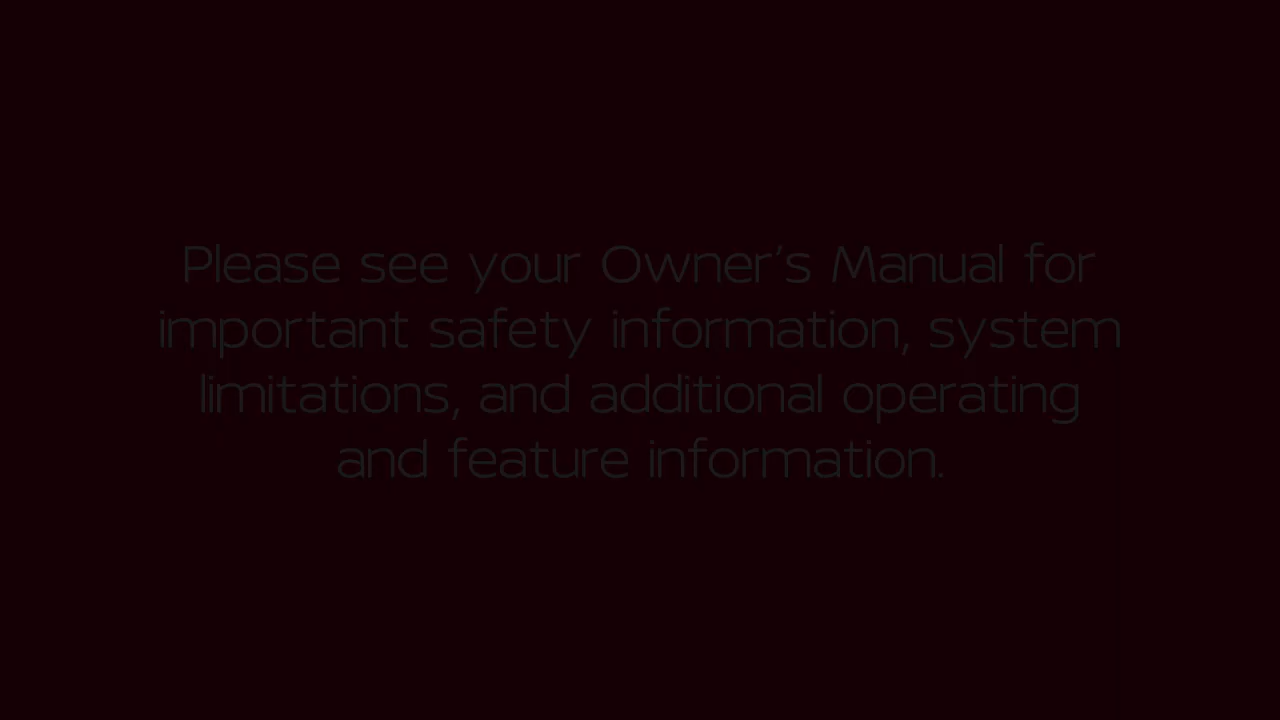 Please see your Owner’s Manual for
important safety information, system
limitations, and additional operating
and feature information.